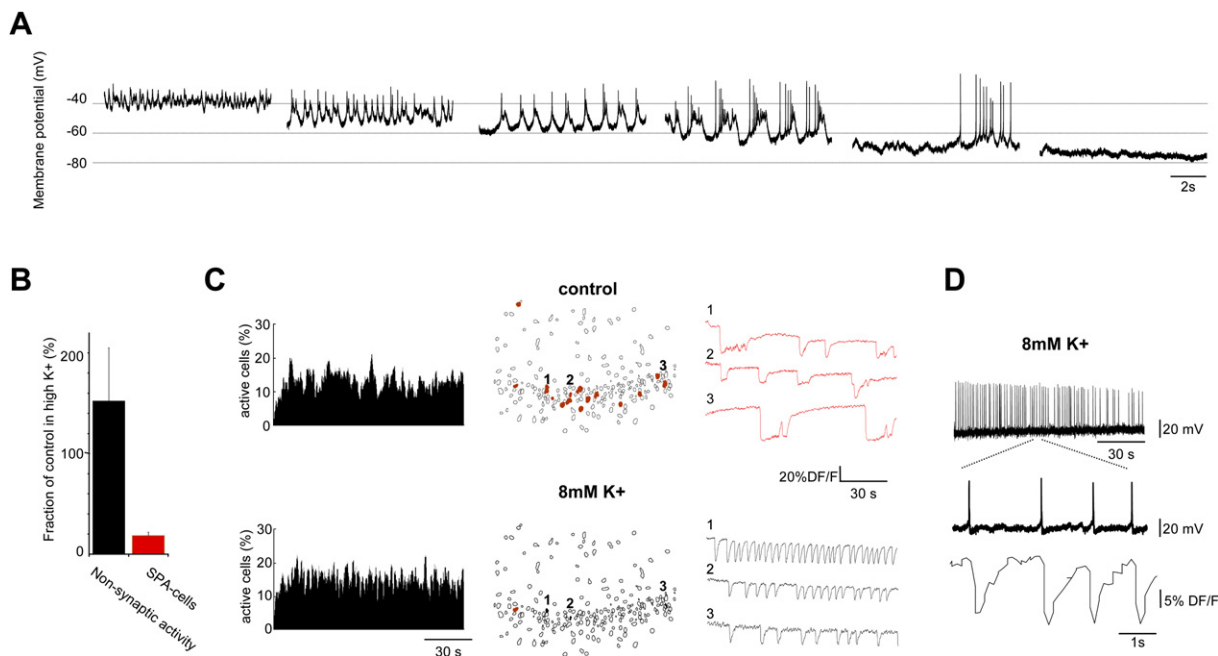 A
Membrane potential (mV)
-40
-60
-80
2s
B
Fraction of control in high K+ (%)
200
100
0
Non-synaptic activity
SPA-cells
C
active cells (%)
30
20
10
0
control
1
2
3
1
2
3
20%DF/F
30 s
8mM K+
active cells (%)
30
20
10
0
30 s
1
2
3
1
2
3
D
8mM K+
20 mV
30 s
20 mV
5% DF/F
1s